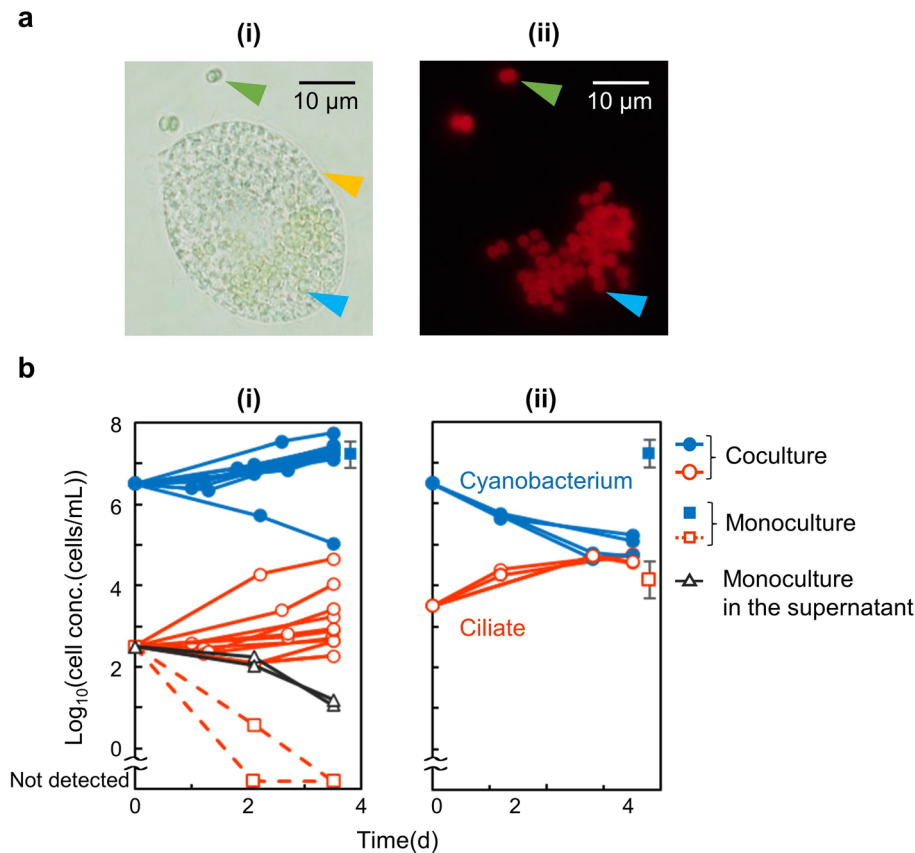 a
(i)
(ii)
10 μm
10 μm
b
(i)
(ii)
8
6
4
2
0
Not detected
Log10(cell conc.(cells/mL))
0
2
4
0
2
4
Time(d)
Cyanobacterium
Ciliate
Coculture
Monoculture
Monoculture
in the supernatant